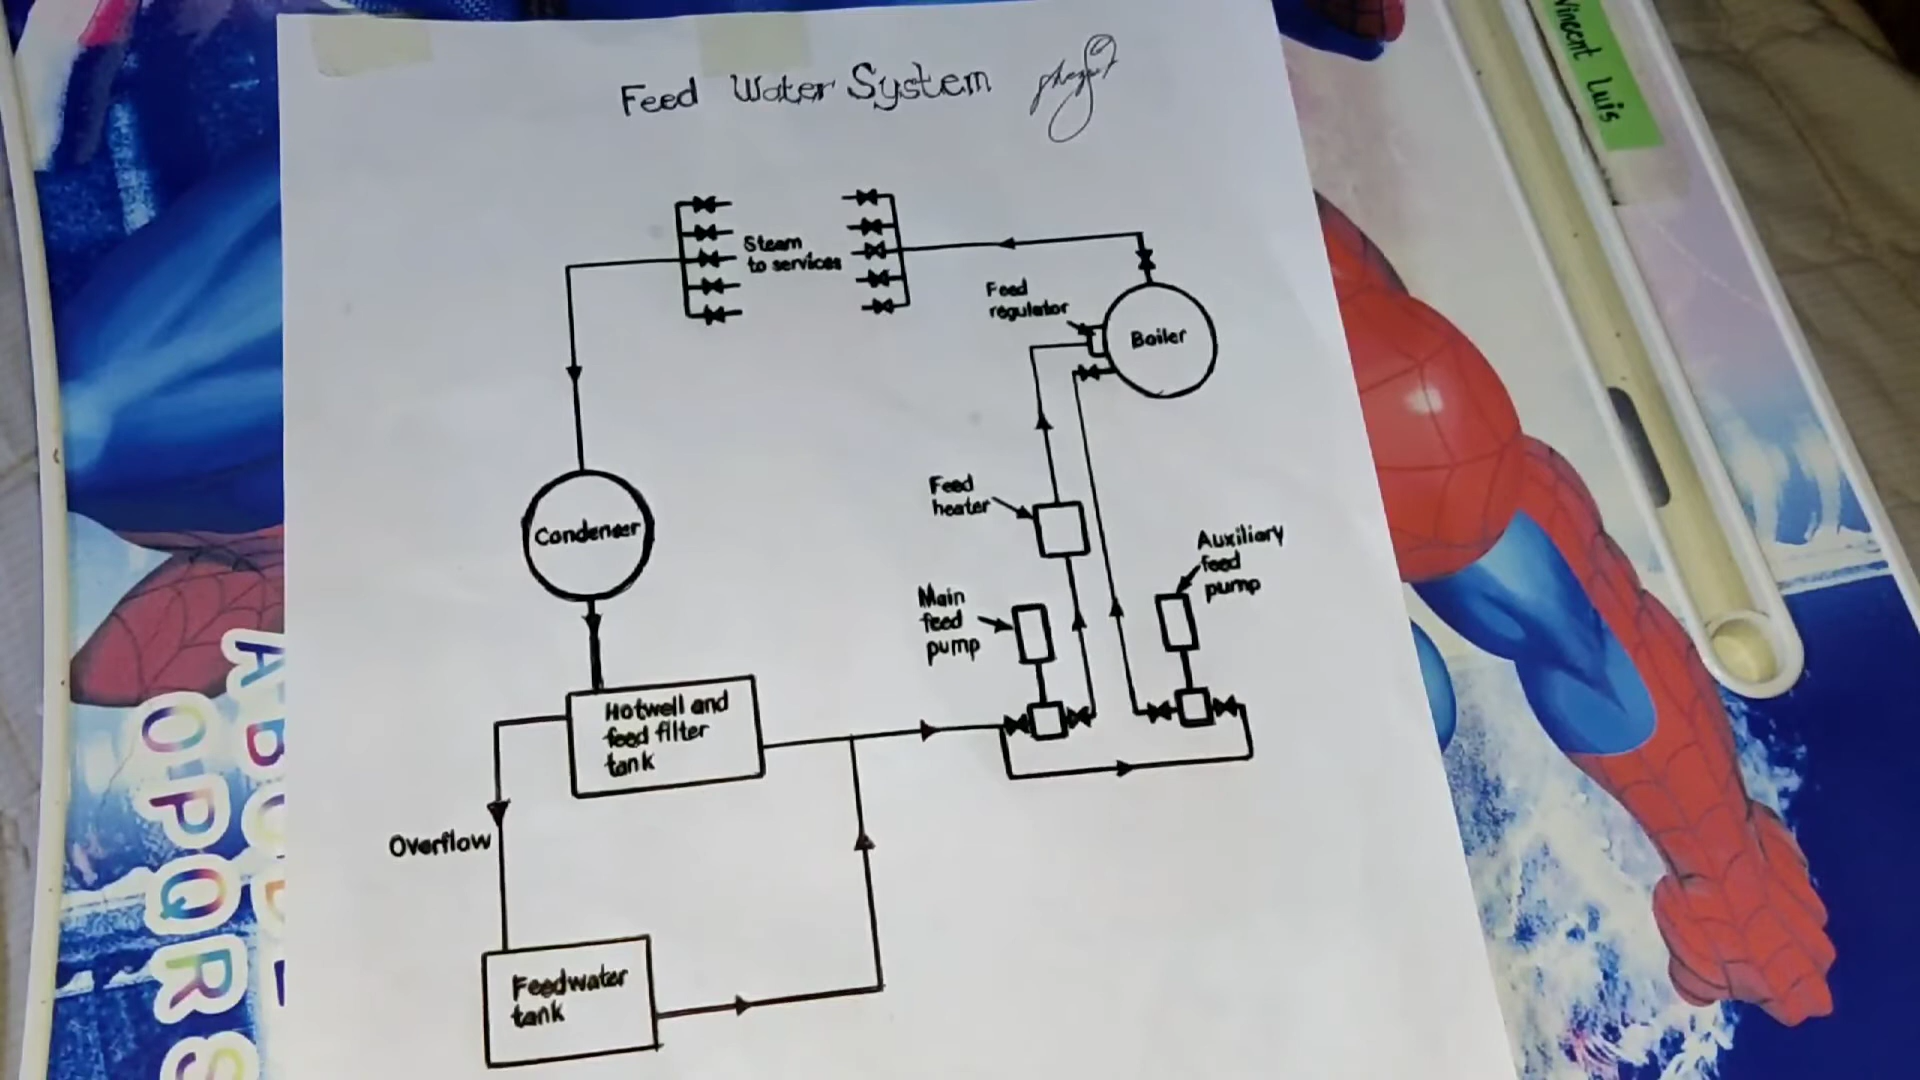 Feed Water System
Steam
to services
Feed
regulator
Boiler
Condenser
Feed
heater
Auxiliary
feed
pump
Main
feed
pump
Hotwell and
feed filter
tank
Overflow
Feedwater
tank
Vincent Luis
OPQRS